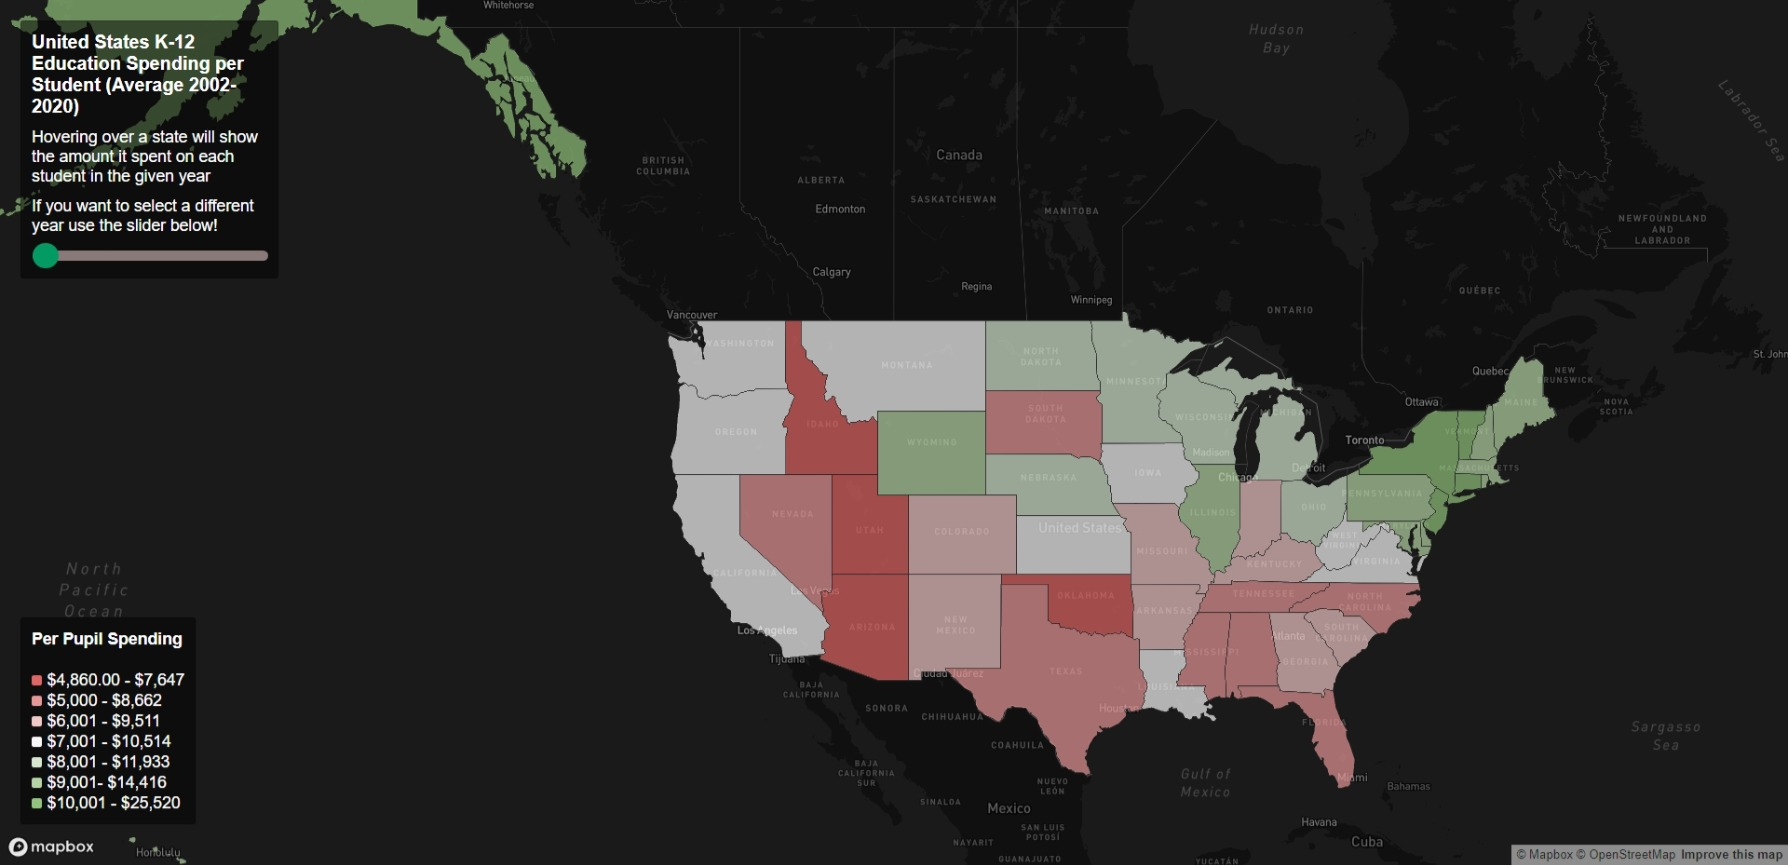 United States K-12
Education Spending per
Student (Average 2002-
2020)
Hovering over a state will show
the amount it spent on each
student in the given year
If you want to select a different
year use the slider below!
Whitehorse
Hudson
Bay
Labrador Sea
BRITISH
COLUMBIA
Canada
ALBERTA
Edmonton
SASKATCHEWAN
MANITOBA
NEWFOUNDLAND
AND
LABRADOR
Calgary
Regina
Winnipeg
QUÉBEC
ONTARIO
Vancouver
WASHINGTON
MONTANA
NORTH
DAKOTA
MINNESOT
St. John
Quebec
NEW
BRUNSWICK
NOVA
SCOTIA
MAINE
Ottawa
OREGON
IDAHO
WYOMING
SOUTH
DAKOTA
WISCONSIN
MICHIGAN
Toronto
VERMONT
MASSACHUSETTS
Madison
Detroit
Chicago
IOWA
NEBRASKA
PENNSYLVANIA
NEVADA
UTAH
COLORADO
United States
ILLINOIS
OHIO
WEST
VIRGINIA
VIRGINIA
MISSOURI
KENTUCKY
CALIFORNIA
Las Vegas
North
Pacific
Ocean
Los Angeles
Tijuana
ARIZONA
NEW
MEXICO
OKLAHOMA
ARKANSAS
TENNESSEE
NORTH
CAROLINA
SOUTH
CAROLINA
Atlanta
GEORGIA
MISSISSIPPI
TEXAS
LOUISIANA
Houston
Ciudad Juárez
FLORIDA
BAJA
CALIFORNIA
SONORA
CHIHUAHUA
COAHUILA
BAJA
CALIFORNIA
SUR
NUEVO
LEÓN
Gulf of
Mexico
Miami
Bahamas
Sargasso
Sea
SINALOA
Mexico
SAN LUIS
POTOSÍ
NAYARIT
GUANAJUATO
Havana
Cuba
YUCATÁN
Per Pupil Spending
$4,860.00 - $7,647
$5,000 - $8,662
$6,001 - $9,511
$7,001 - $10,514
$8,001 - $11,933
$9,001- $14,416
$10,001 - $25,520
mapbox
Honolulu
© Mapbox © OpenStreetMap Improve this map